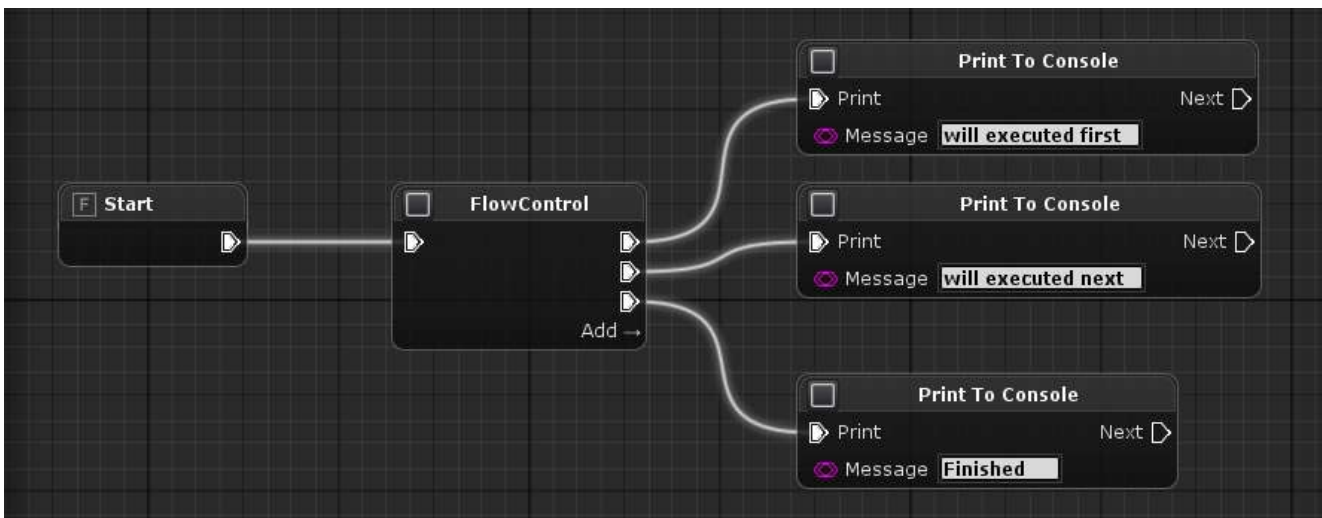 F Start
FlowControl
Add →
Print To Console
Print Next
Message will executed first
Print To Console
Print Next
Message will executed next
Print To Console
Print Next
Message Finished